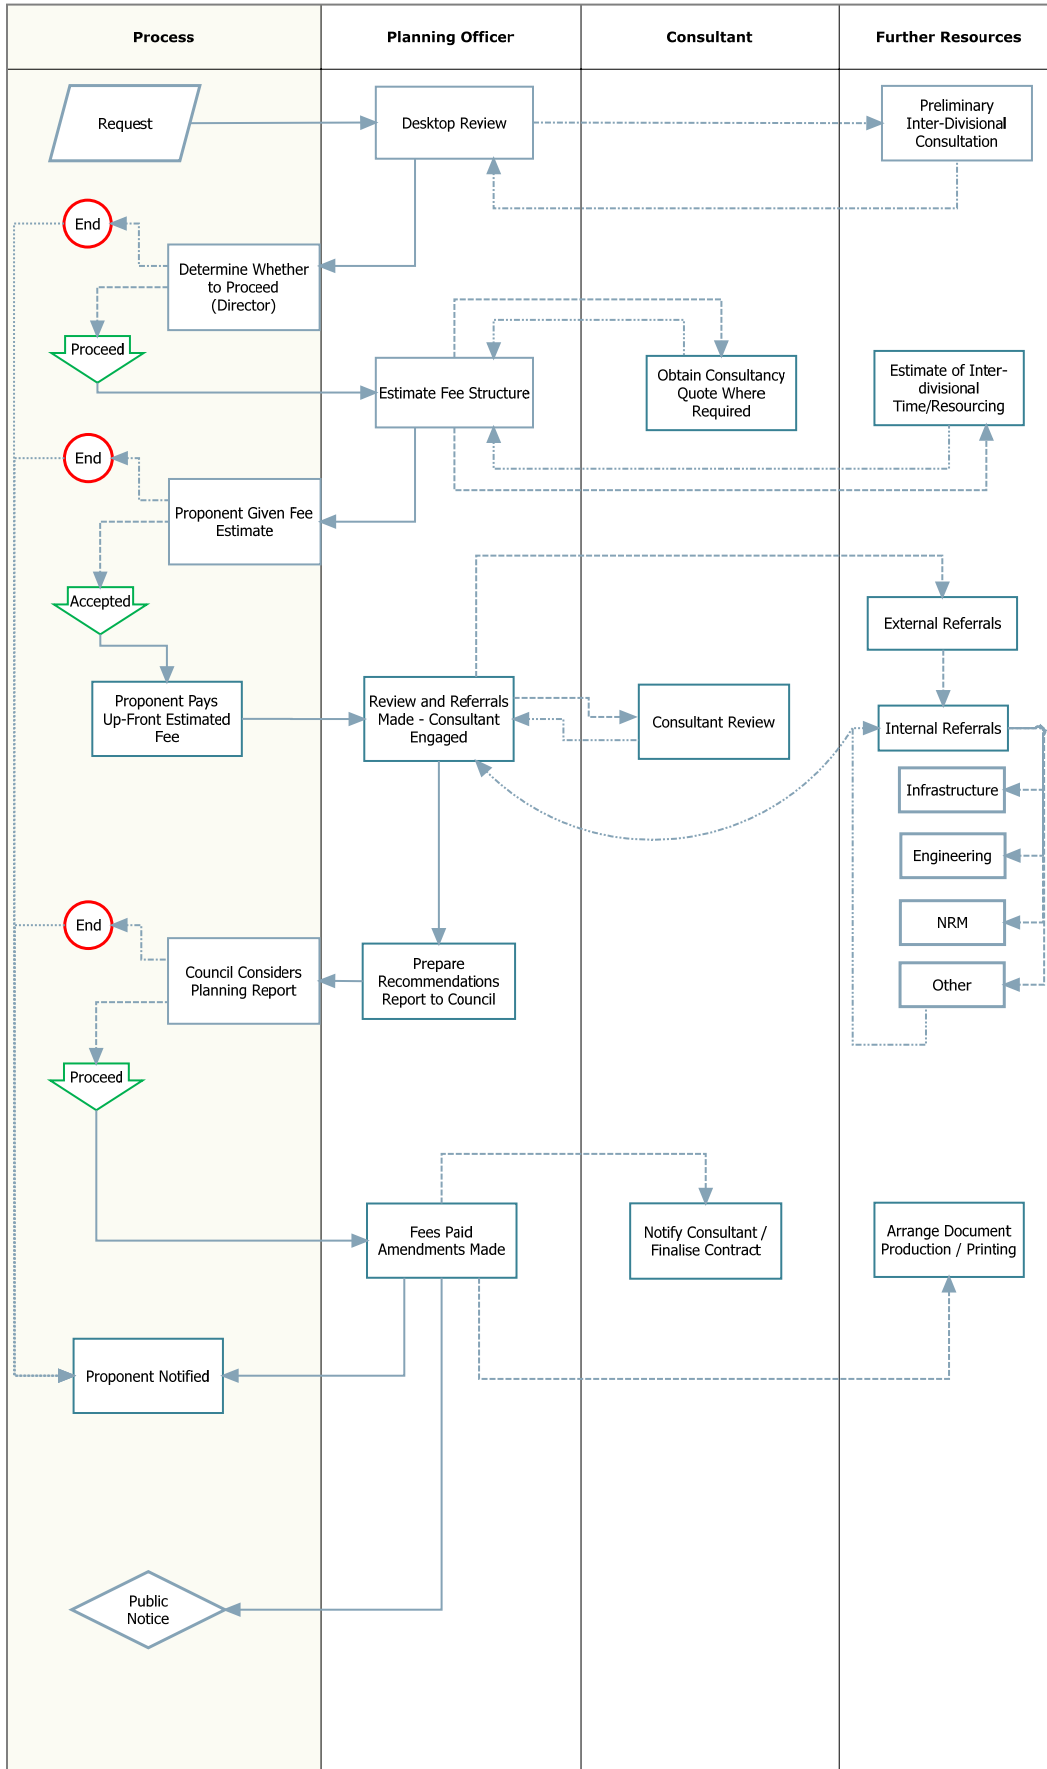 Process
Planning Officer
Consultant
Further Resources
Request
Desktop Review
Preliminary
Inter-Divisional
Consultation
End
Determine Whether
to Proceed
(Director)
Proceed
Estimate Fee Structure
Obtain Consultancy
Quote Where
Required
Estimate of Inter-
divisional
Time/Resourcing
End
Proponent Given Fee
Estimate
Accepted
External Referrals
Proponent Pays
Up-Front Estimated
Fee
Review and Referrals
Made - Consultant
Engaged
Consultant Review
Internal Referrals
Infrastructure
Engineering
NRM
Other
End
Council Considers
Planning Report
Prepare
Recommendations
Report to Council
Proceed
Fees Paid
Amendments Made
Notify Consultant /
Finalise Contract
Arrange Document
Production / Printing
Proponent Notified
Public
Notice